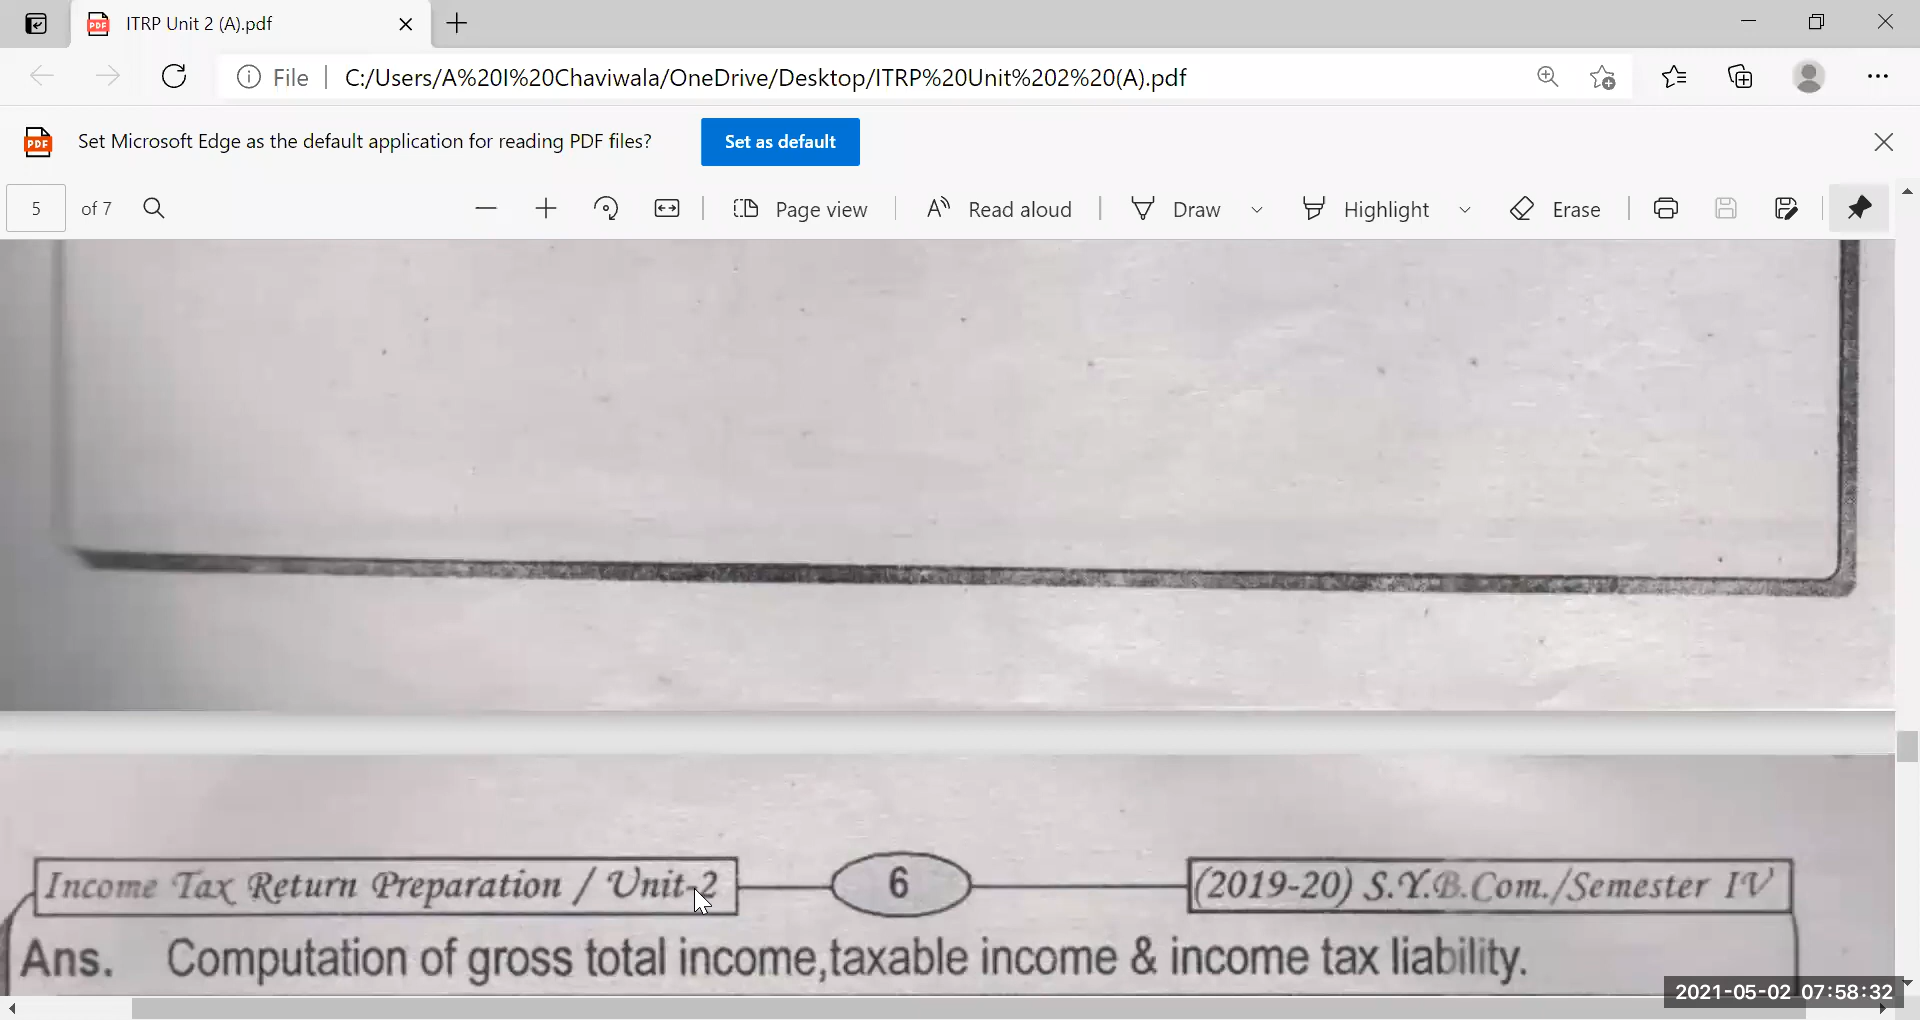 ITRP Unit 2 (A).pdf
File
C:/Users/A%20I%20Chaviwala/OneDrive/Desktop/ITRP%20Unit%202%20(A).pdf
PDF
Set Microsoft Edge as the default application for reading PDF files?
Set as default
5 of 7
Page view
Read aloud
Draw
Highlight
Erase
Income Tax Return Preparation / Unit-2
6
(2019-20) S.Y.B.Com./Semester IV
Ans. Computation of gross total income,taxable income & income tax liability.
2021-05-02 07:58:32